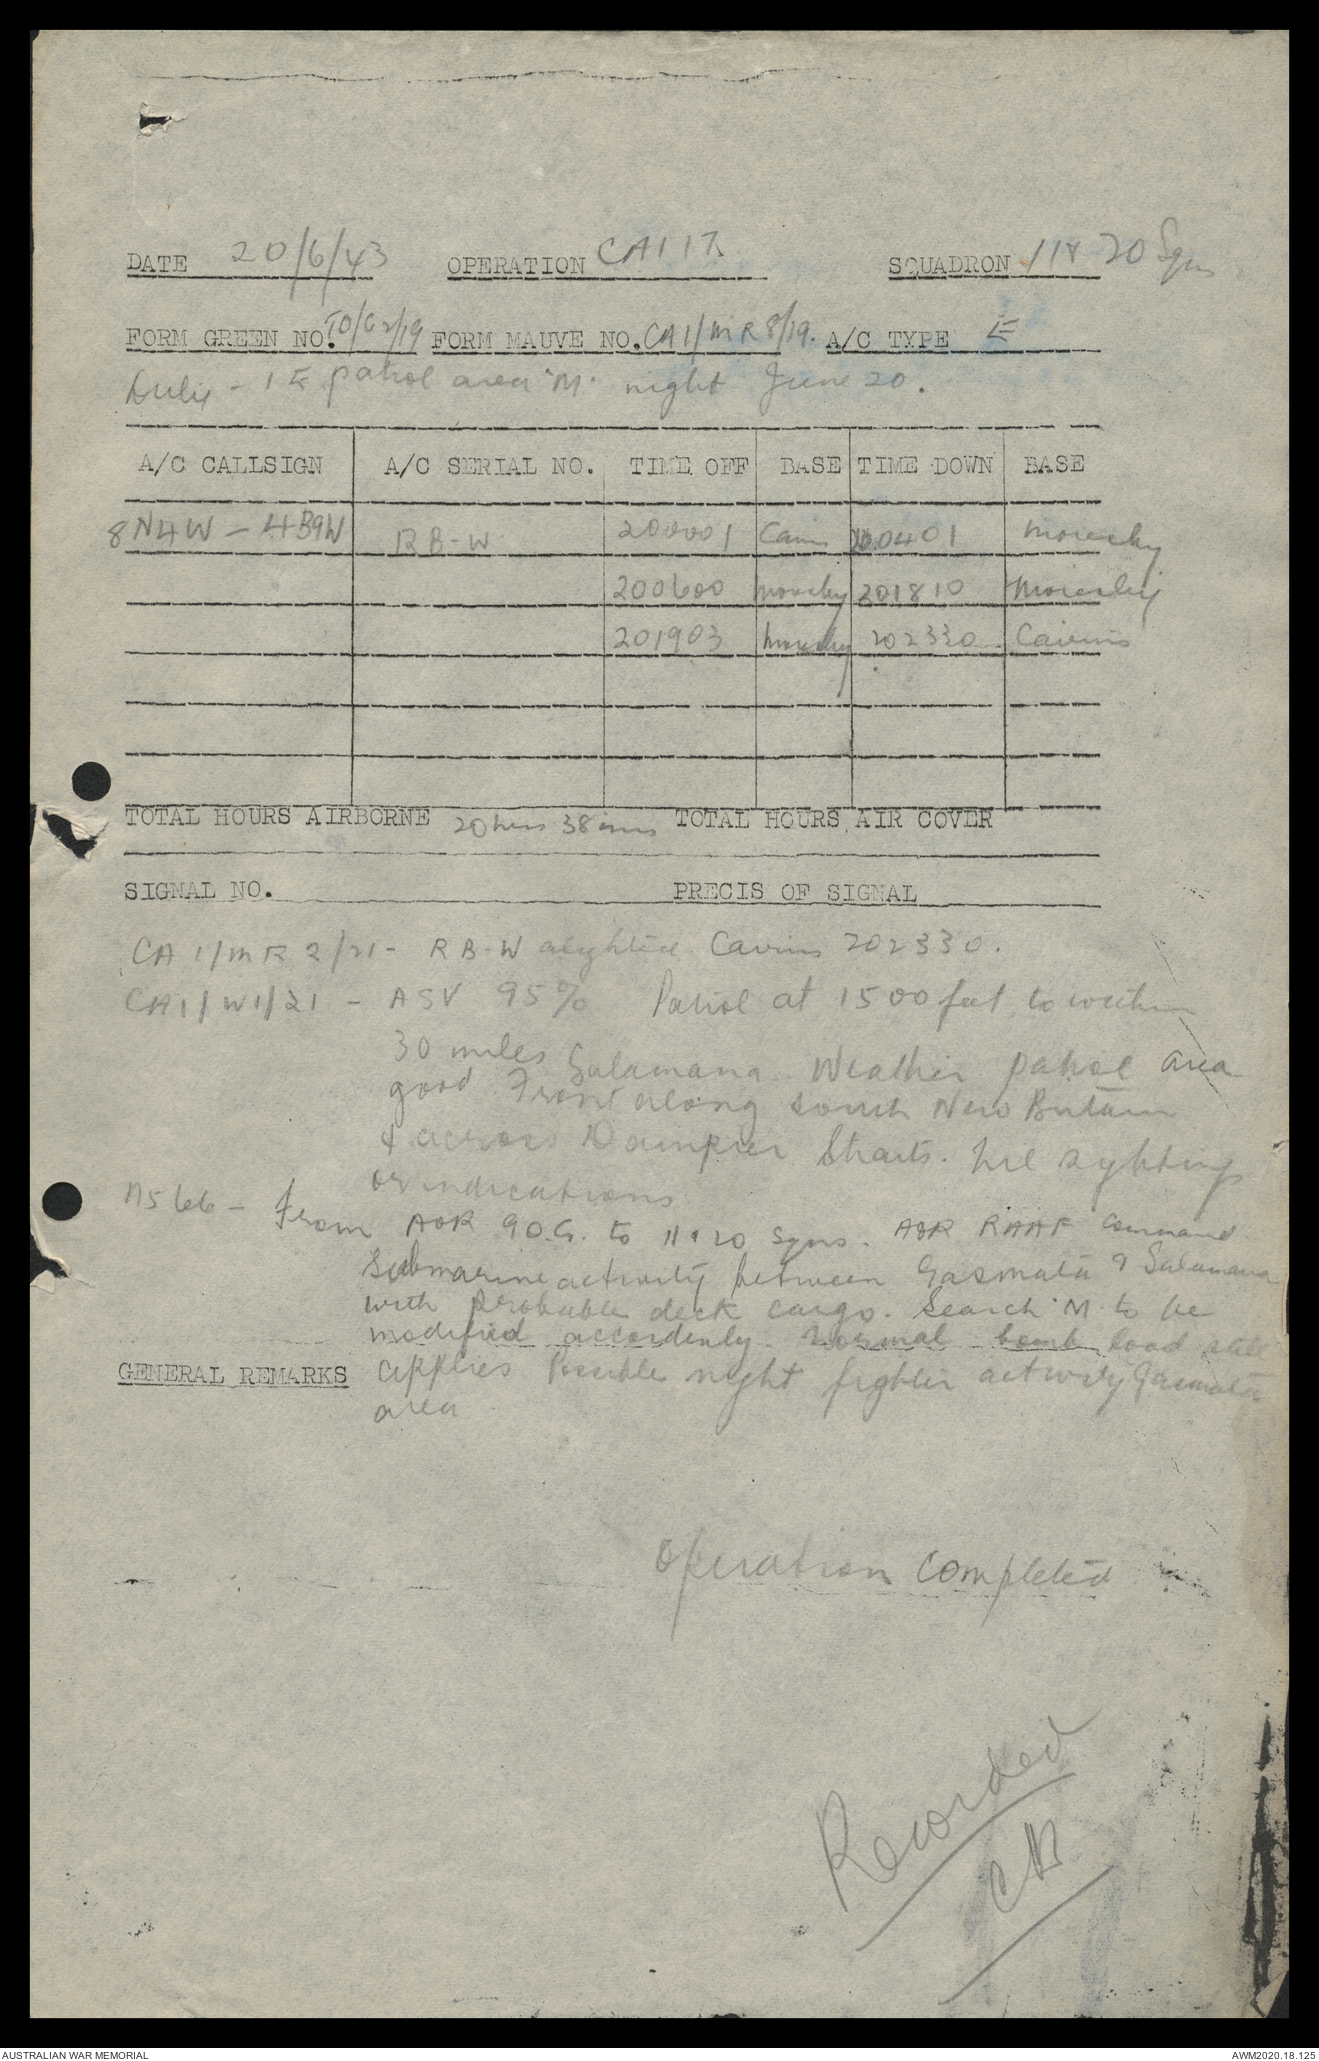 DATE 20/6/43 OPERATION CA117. SQUADRON 11 & 20 Sqns
FORM GREEN NO. TO/G2/19 FORM MAUVE NO. CA1/MR8/19. A/C TYPE E
Duty - 1 E patrol area "M" night June 20.
A/C CALLSIGN A/C SERIAL NO. TIME OFF BASE TIME DOWN BASE
8N4W - 4B9W RB-W 200001 Cairns 200401 Moresby
200600 Moresby 201810 Moresby
201903 Moresby 202330 Cairns
TOTAL HOURS AIRBORNE 20 hrs 38 mins TOTAL HOURS AIR COVER
SIGNAL NO. PRECIS OF SIGNAL
CA 1/MR 2/21 - RB-W alighted Cairns 202330.
CA1/W1/21 - ASV 95% Patrol at 1500 feet to within
30 miles Salamaua. Weather patrol area
good Front along south New Britain
& across Dampier Straits. Nil sightings
or indications
A566 - From AOR 9O.G. to 11 & 20 Sqns. AOR RAAF Command
Submarine activity between Gasmata & Salamaua
with probable deck cargo. Search "M" to be
modified accordinly. Normal bomb load still
GENERAL REMARKS applies Possible night fighter activity Gasmata
area
Operation Completed
Recorded
CB
AUSTRALIAN WAR MEMORIAL AWM2020.18.125